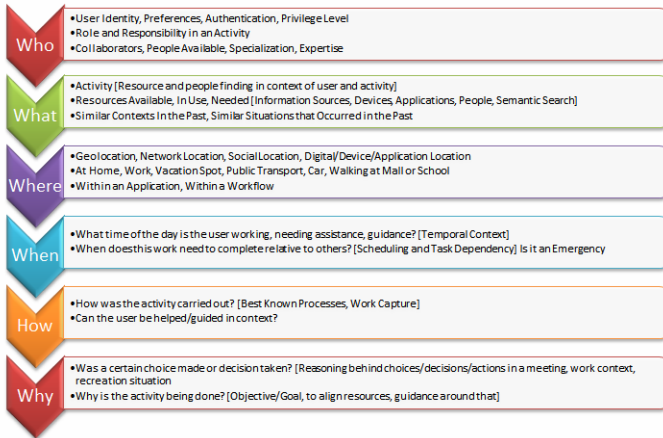 Who
•User Identity, Preferences, Authentication, Privilege Level
•Role and Responsibility in an Activity
•Collaborators, People Available, Specialization, Expertise
What
•Activity [Resource and people finding in context of user and activity]
•Resources Available, In Use, Needed [Information Sources, Devices, Applications, People, Semantic Search]
•Similar Contexts In the Past, Similar Situations that Occurred in the Past
Where
•Geolocation, Network Location, Social Location, Digital/Device/Application Location
•At Home, Work, Vacation Spot, Public Transport, Car, Walking at Mall or School
•Within an Application, Within a Workflow
When
•What time of the day is the user working, needing assistance, guidance? [Temporal Context]
•When does this work need to complete relative to others? [Scheduling and Task Dependency] Is it an Emergency
How
•How was the activity carried out? [Best Known Processes, Work Capture]
•Can the user be helped/guided in context?
Why
•Was a certain choice made or decision taken? [Reasoning behind choices/decisions/actions in a meeting, work context,
recreation situation
•Why is the activity being done? [Objective/Goal, to align resources, guidance around that]